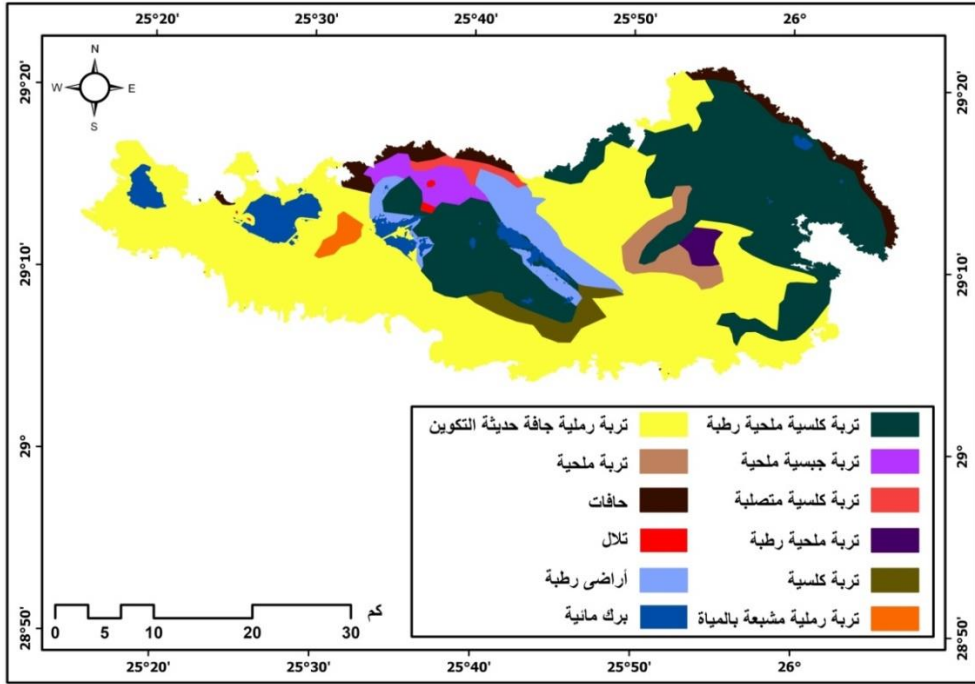 25°20' 25°30' 25°40' 25°50' 26°
N
W E
S
29°20' 29°20'
29°10' 29°10'
29° 29°
28°50' 28°50'
تربة كلسية ملحية رطبة تربة رملية جافة حديثة التكوين
تربة جبسية ملحية تربة ملحية
تربة كلسية متصلبة حافات
تربة ملحية رطبة تلال
تربة كلسية أراضى رطبة
تربة رملية مشبعة بالمياة برك مائية
كم
0 5 10 20 30
25°20' 25°30' 25°40' 25°50' 26°